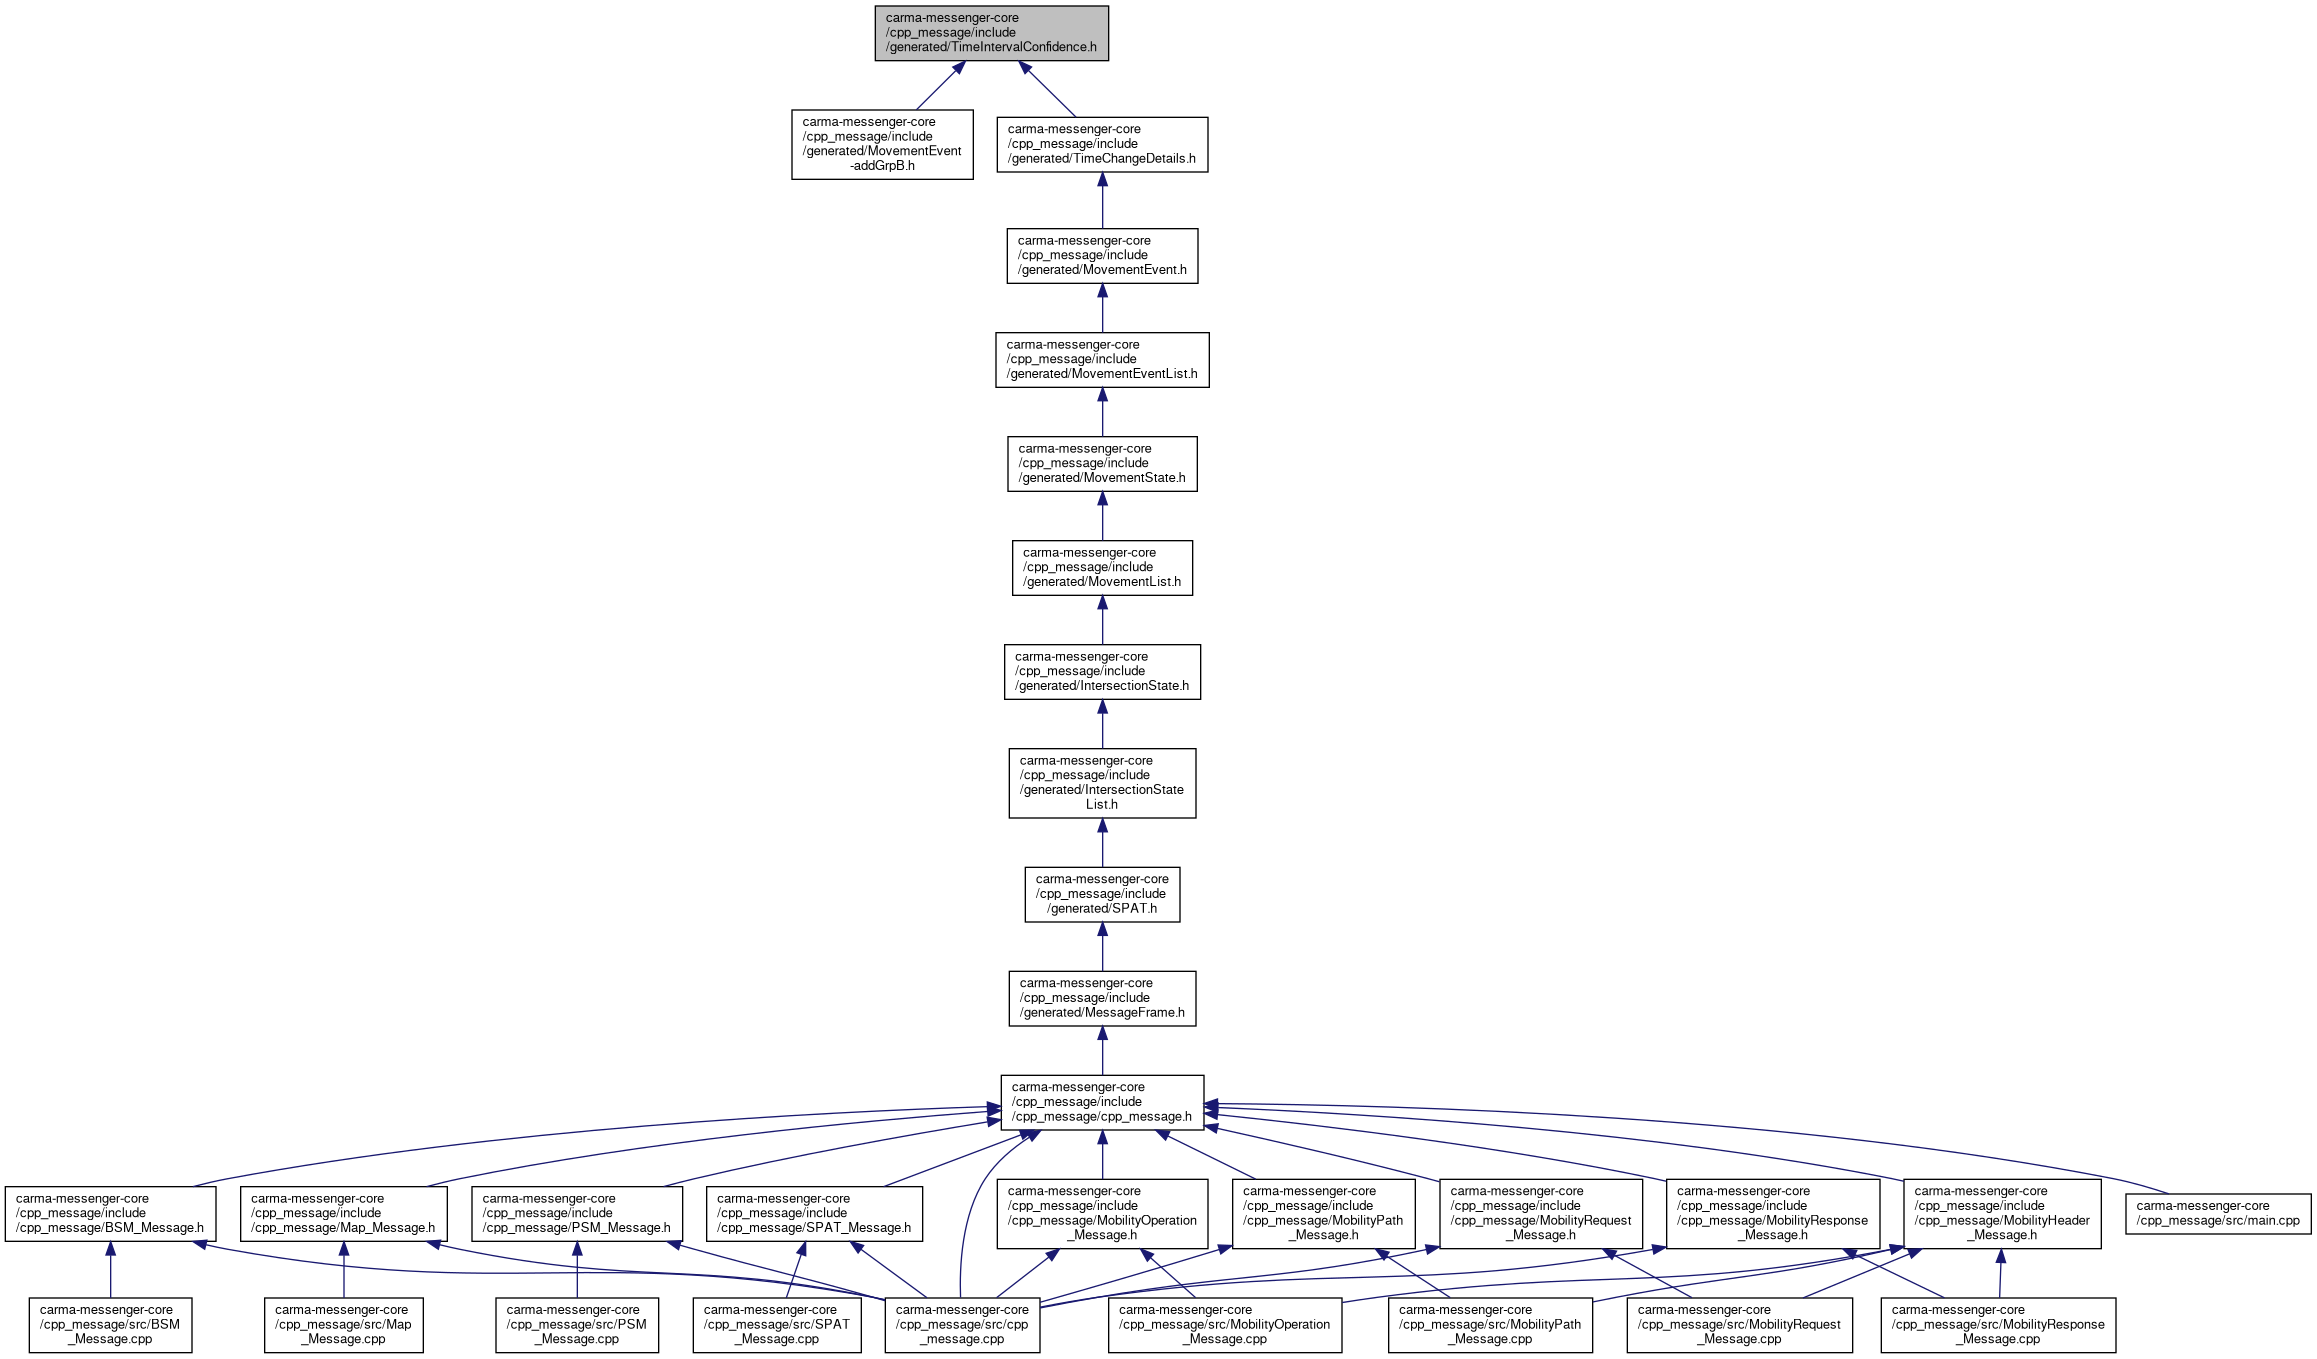 carma-messenger-core
/cpp_message/include
/generated/TimeIntervalConfidence.h
carma-messenger-core
/cpp_message/include
/generated/MovementEvent
-addGrpB.h
carma-messenger-core
/cpp_message/include
/generated/TimeChangeDetails.h
carma-messenger-core
/cpp_message/include
/generated/MovementEvent.h
carma-messenger-core
/cpp_message/include
/generated/MovementEventList.h
carma-messenger-core
/cpp_message/include
/generated/MovementState.h
carma-messenger-core
/cpp_message/include
/generated/MovementList.h
carma-messenger-core
/cpp_message/include
/generated/IntersectionState.h
carma-messenger-core
/cpp_message/include
/generated/IntersectionState
List.h
carma-messenger-core
/cpp_message/include
/generated/SPAT.h
carma-messenger-core
/cpp_message/include
/generated/MessageFrame.h
carma-messenger-core
/cpp_message/include
/cpp_message/cpp_message.h
carma-messenger-core
/cpp_message/include
/cpp_message/BSM_Message.h
carma-messenger-core
/cpp_message/include
/cpp_message/Map_Message.h
carma-messenger-core
/cpp_message/include
/cpp_message/PSM_Message.h
carma-messenger-core
/cpp_message/include
/cpp_message/SPAT_Message.h
carma-messenger-core
/cpp_message/include
/cpp_message/MobilityOperation
_Message.h
carma-messenger-core
/cpp_message/include
/cpp_message/MobilityPath
_Message.h
carma-messenger-core
/cpp_message/include
/cpp_message/MobilityRequest
_Message.h
carma-messenger-core
/cpp_message/include
/cpp_message/MobilityResponse
_Message.h
carma-messenger-core
/cpp_message/include
/cpp_message/MobilityHeader
_Message.h
carma-messenger-core
/cpp_message/src/main.cpp
carma-messenger-core
/cpp_message/src/BSM
_Message.cpp
carma-messenger-core
/cpp_message/src/Map
_Message.cpp
carma-messenger-core
/cpp_message/src/PSM
_Message.cpp
carma-messenger-core
/cpp_message/src/SPAT
_Message.cpp
carma-messenger-core
/cpp_message/src/cpp
_message.cpp
carma-messenger-core
/cpp_message/src/MobilityOperation
_Message.cpp
carma-messenger-core
/cpp_message/src/MobilityPath
_Message.cpp
carma-messenger-core
/cpp_message/src/MobilityRequest
_Message.cpp
carma-messenger-core
/cpp_message/src/MobilityResponse
_Message.cpp